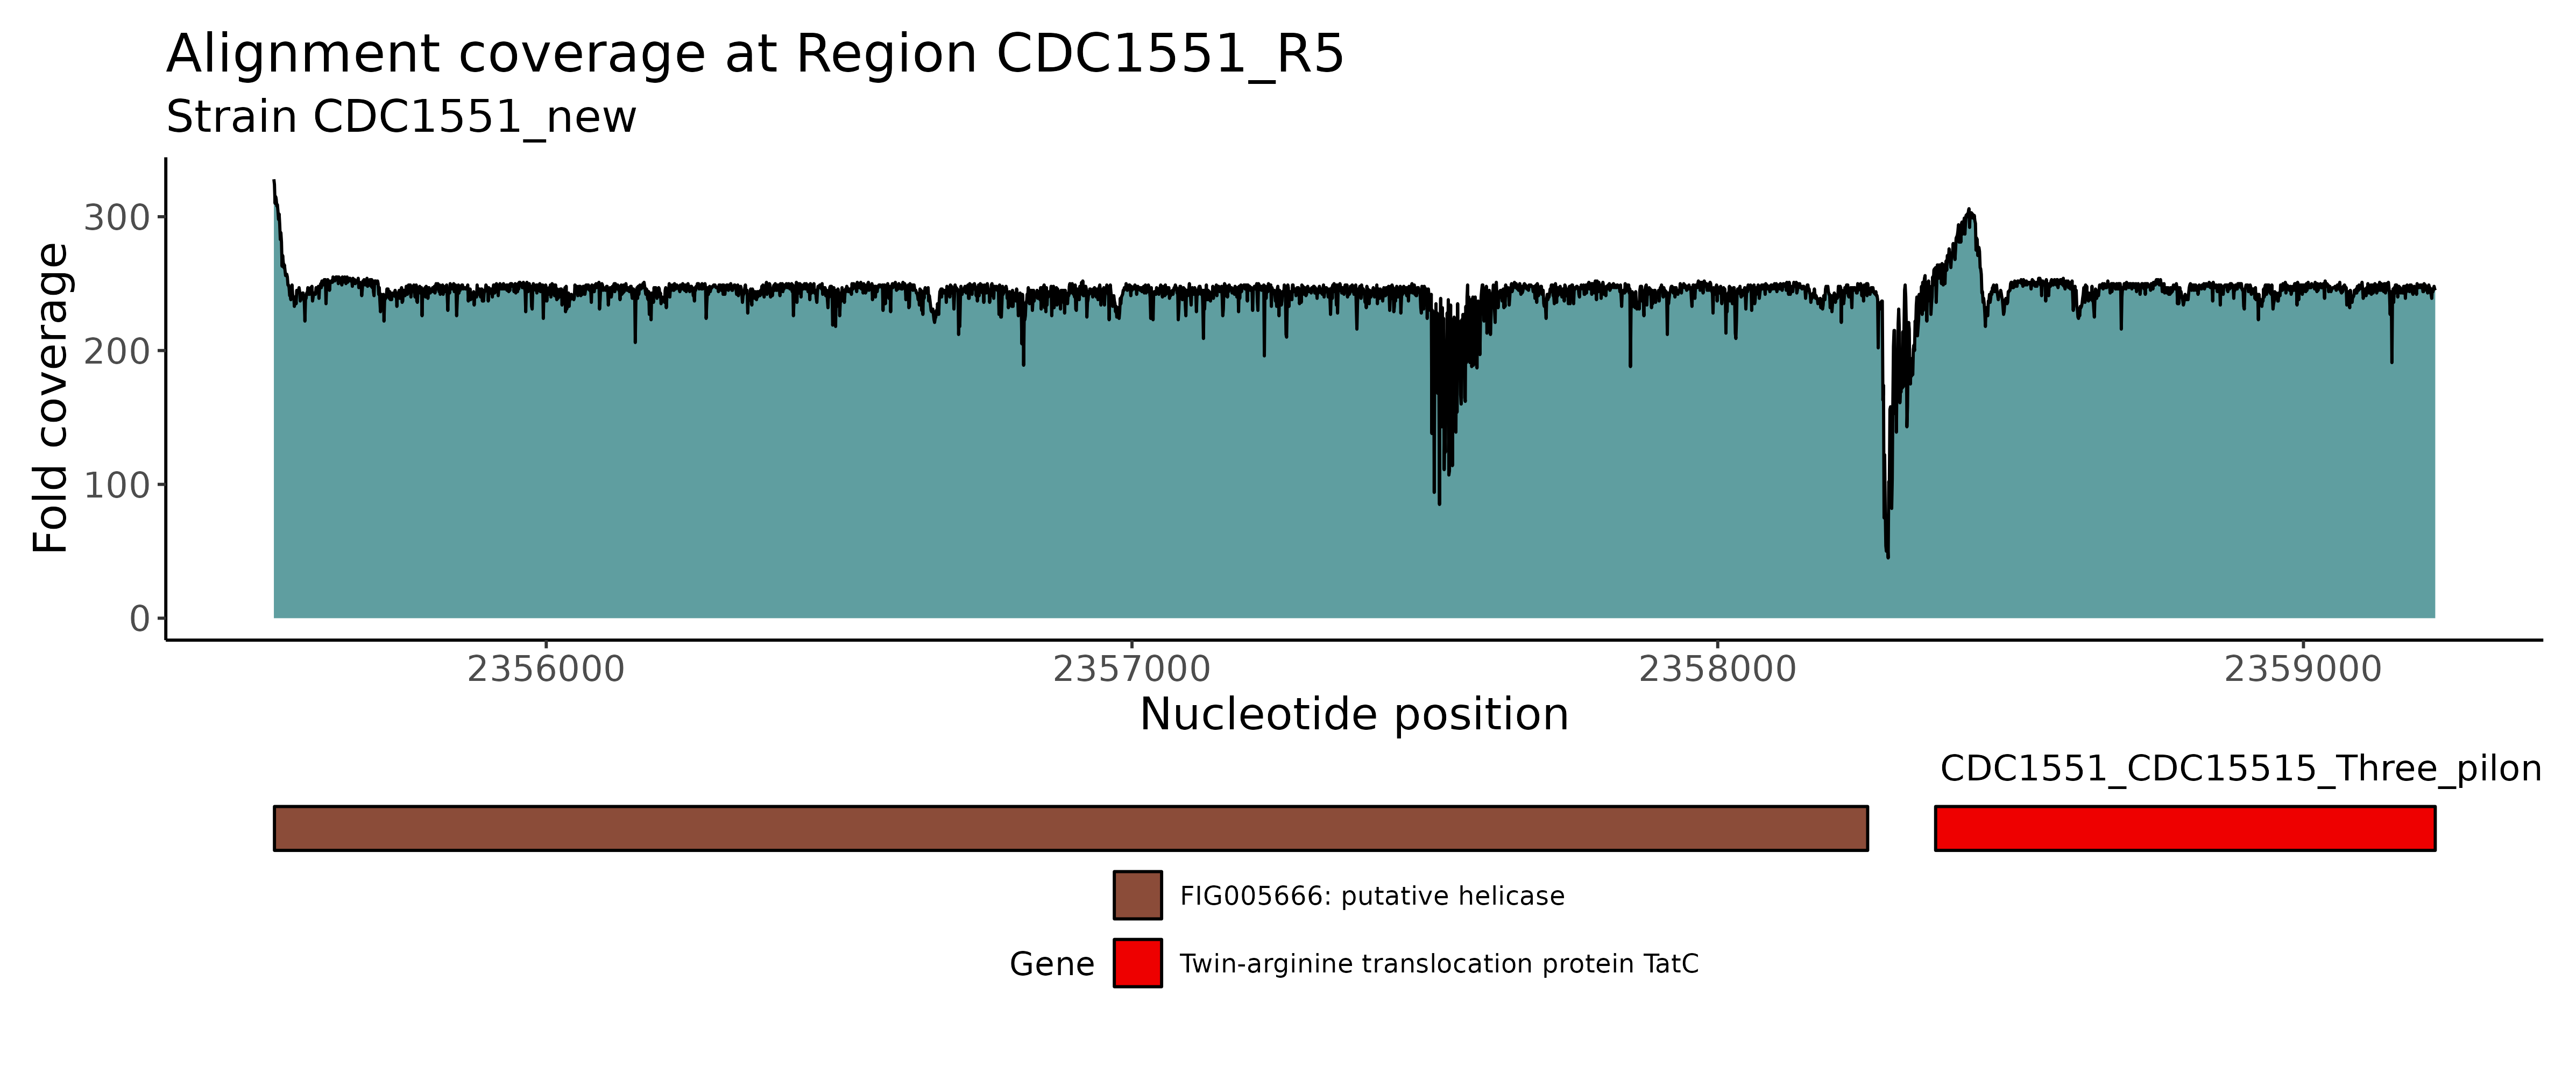 Alignment coverage at Region CDC1551_R5
Strain CDC1551_new
Fold coverage
300
200
100
0
2356000 2357000 2358000 2359000
Nucleotide position
CDC1551_CDC15515_Three_pilon
FIG005666: putative helicase
Gene
Twin-arginine translocation protein TatC